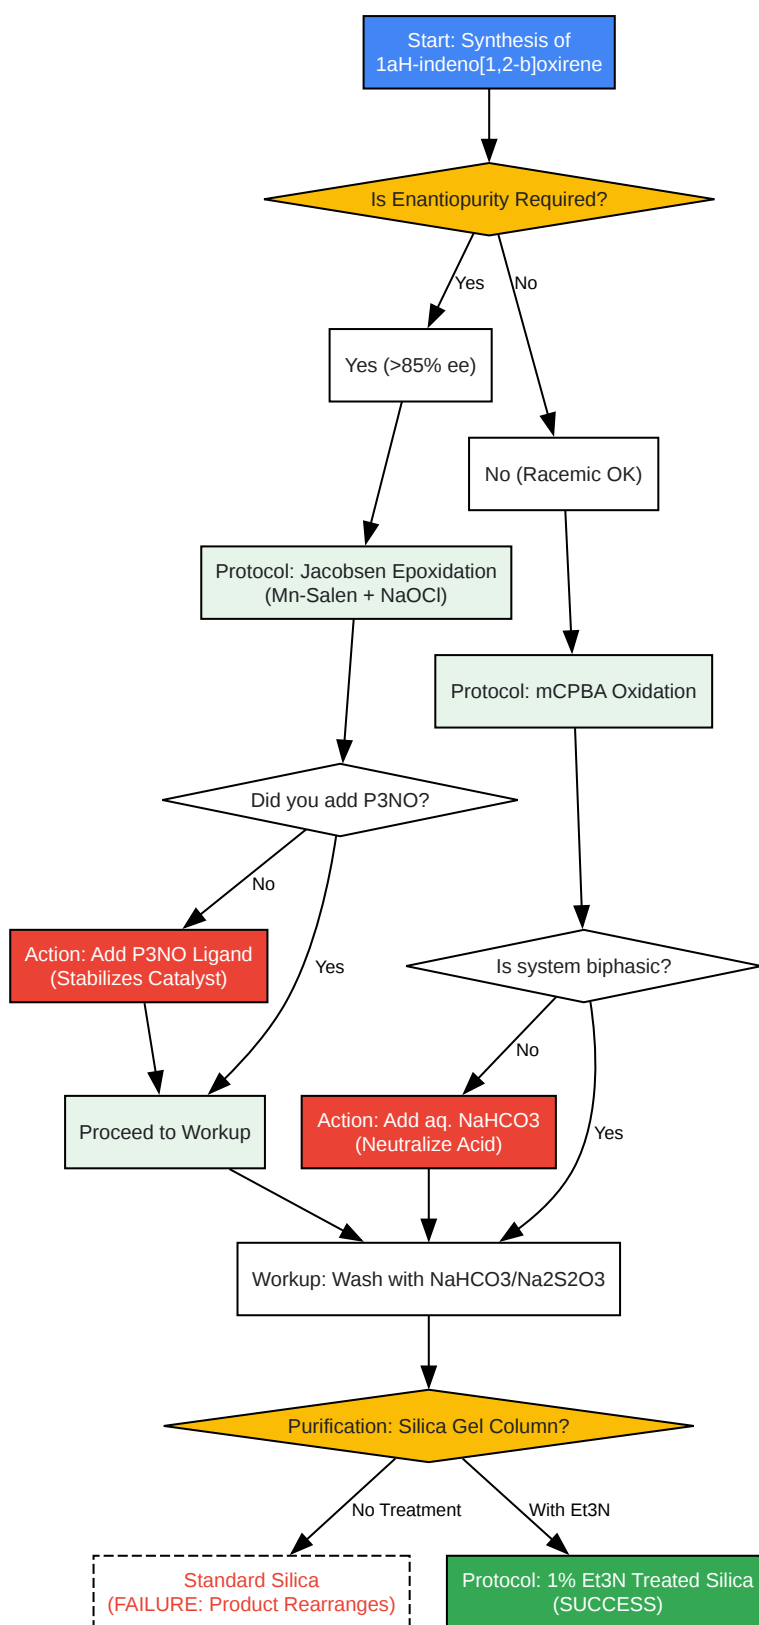 Start: Synthesis of
1aH-indeno[1,2-b]oxirene
Is Enantiopurity Required?
Yes
No
Yes (>85% ee)
No (Racemic OK)
Protocol: Jacobsen Epoxidation
(Mn-Salen + NaOCl)
Protocol: mCPBA Oxidation
Did you add P3NO?
No
Yes
Action: Add P3NO Ligand
(Stabilizes Catalyst)
Is system biphasic?
No
Yes
Proceed to Workup
Action: Add aq. NaHCO3
(Neutralize Acid)
Workup: Wash with NaHCO3/Na2S2O3
Purification: Silica Gel Column?
No Treatment
With Et3N
Standard Silica
(FAILURE: Product Rearranges)
Protocol: 1% Et3N Treated Silica
(SUCCESS)